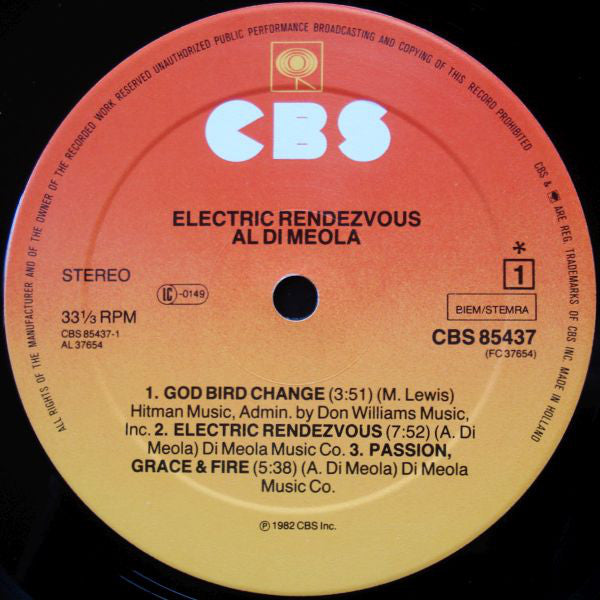 ALL RIGHTS OF THE MANUFACTURER AND OF THE OWNER OF THE RECORDED WORK RESERVED UNAUTHORIZED PUBLIC PERFORMANCE BROADCASTING AND COPYING OF THIS RECORD PROHIBITED
CBS & ARE REG. TRADEMARKS OF CBS INC. MADE IN HOLLAND
CBS
ELECTRIC RENDEZVOUS
AL DI MEOLA
STEREO
LC-0149
*
1
33⅓ RPM
BIEM/STEMRA
CBS 85437-1
CBS 85437
AL 37654
(FC 37654)
1. GOD BIRD CHANGE (3:51) (M. Lewis)
Hitman Music, Admin. by Don Williams Music,
Inc. 2. ELECTRIC RENDEZVOUS (7:52) (A. Di
Meola) Di Meola Music Co. 3. PASSION,
GRACE & FIRE (5:38) (A. Di Meola) Di Meola
Music Co.
℗ 1982 CBS Inc.